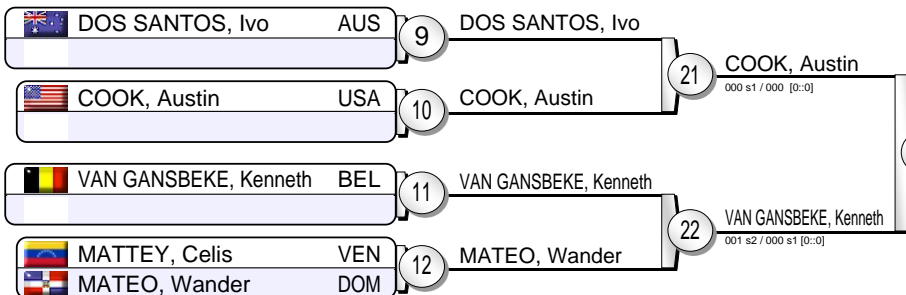 DOS SANTOS, Ivo AUS
9
DOS SANTOS, Ivo
21
COOK, Austin
000 s1 / 000 [0::0]
COOK, Austin USA
10
COOK, Austin
VAN GANSBEKE, Kenneth BEL
11
VAN GANSBEKE, Kenneth
22
VAN GANSBEKE, Kenneth
001 s2 / 000 s1 [0::0]
MATTEY, Celis VEN
12
MATEO, Wander
MATEO, Wander DOM